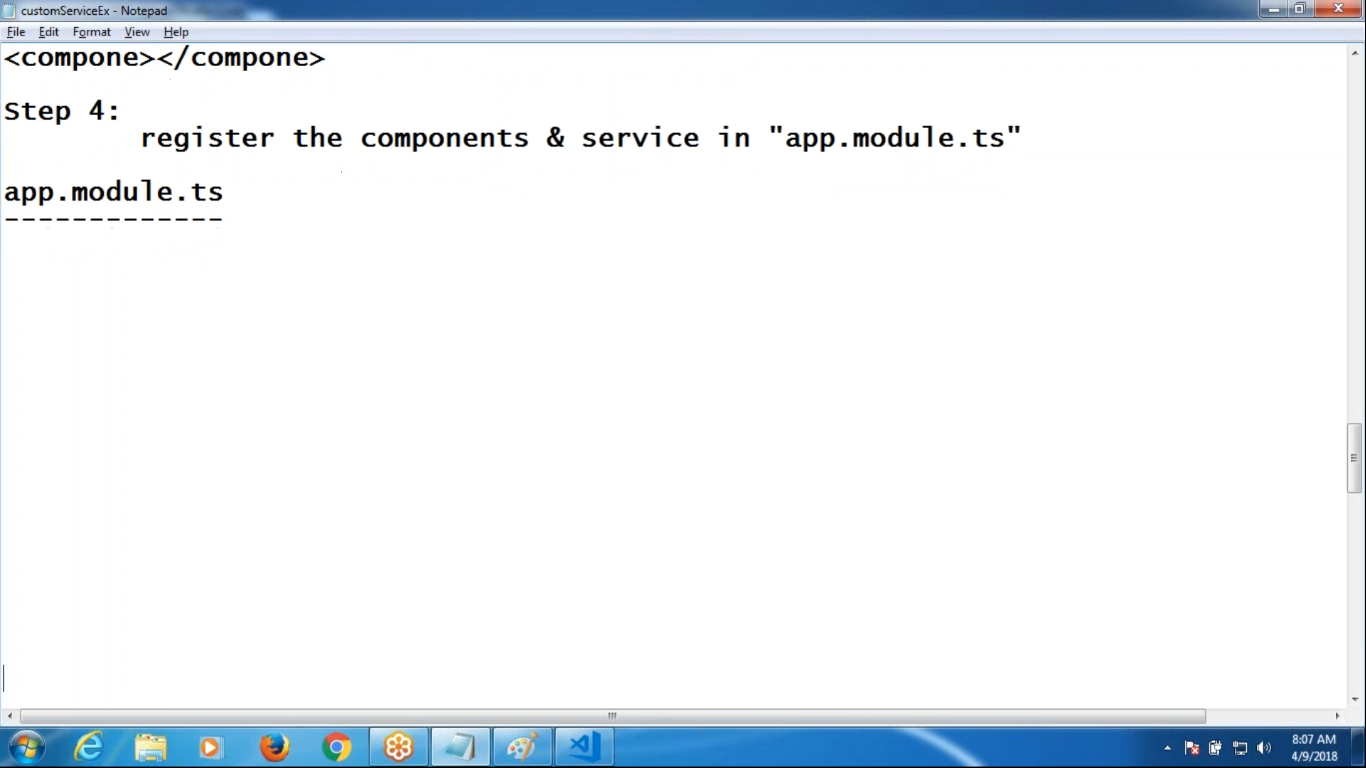 customServiceEx - Notepad
File Edit Format View Help
<compone></compone>
Step 4:
register the components & service in "app.module.ts"
app.module.ts
-------------
8:07 AM
4/9/2018